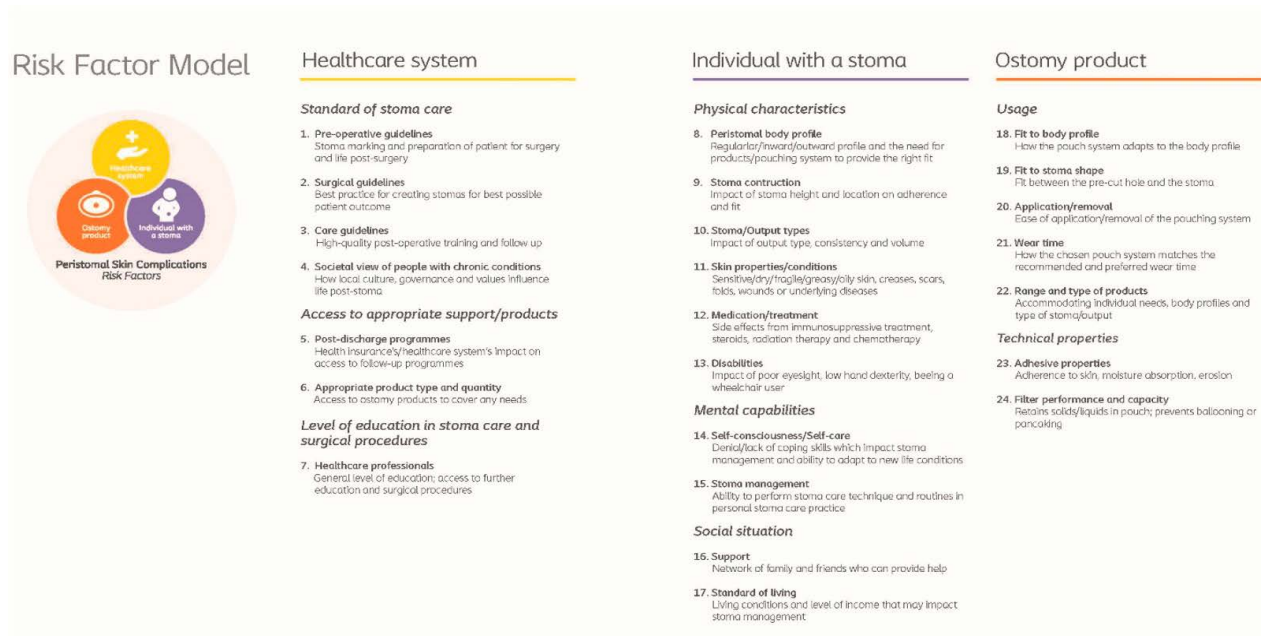 Risk Factor Model
Healthcare
system
Ostomy
product
Individual with
a stoma
Peristomal Skin Complications
Risk Factors
Healthcare system
Standard of stoma care
1. Pre-operative guidelines
Stoma marking and preparation of patient for surgery
and life post-surgery
2. Surgical guidelines
Best practice for creating stomas for best possible
patient outcome
3. Care guidelines
High-quality post-operative training and follow up
4. Societal view of people with chronic conditions
How local culture, governance and values influence
life post-stoma
Access to appropriate support/products
5. Post-discharge programmes
Health insurance's/healthcare system's impact on
access to follow-up programmes
6. Appropriate product type and quantity
Access to ostomy products to cover any needs
Level of education in stoma care and
surgical procedures
7. Healthcare professionals
General level of education; access to further
education and surgical procedures
Individual with a stoma
Physical characteristics
8. Peristomal body profile
Regularlar/inward/outward profile and the need for
products/pouching system to provide the right fit
9. Stoma contruction
Impact of stoma height and location on adherence
and fit
10. Stoma/Output types
Impact of output type, consistency and volume
11. Skin properties/conditions
Sensitive/dry/fragile/greasy/oily skin, creases, scars,
folds, wounds or underlying diseases
12. Medication/treatment
Side effects from immunosuppressive treatment,
steroids, radiation therapy and chemotherapy
13. Disabilities
Impact of poor eyesight, low hand dexterity, beeing a
wheelchair user
Mental capabilities
14. Self-consciousness/Self-care
Denial/lack of coping skills which impact stoma
management and ability to adapt to new life conditions
15. Stoma management
Ability to perform stoma care technique and routines in
personal stoma care practice
Social situation
16. Support
Network of family and friends who can provide help
17. Standard of living
Living conditions and level of income that may impact
stoma management
Ostomy product
Usage
18. Fit to body profile
How the pouch system adapts to the body profile
19. Fit to stoma shape
Fit between the pre-cut hole and the stoma
20. Application/removal
Ease of application/removal of the pouching system
21. Wear time
How the chosen pouch system matches the
recommended and preferred wear time
22. Range and type of products
Accommodating individual needs, body profiles and
type of stoma/output
Technical properties
23. Adhesive properties
Adherence to skin, moisture absorption, erosion
24. Filter performance and capacity
Retains solids/liquids in pouch; prevents ballooning or
pancaking